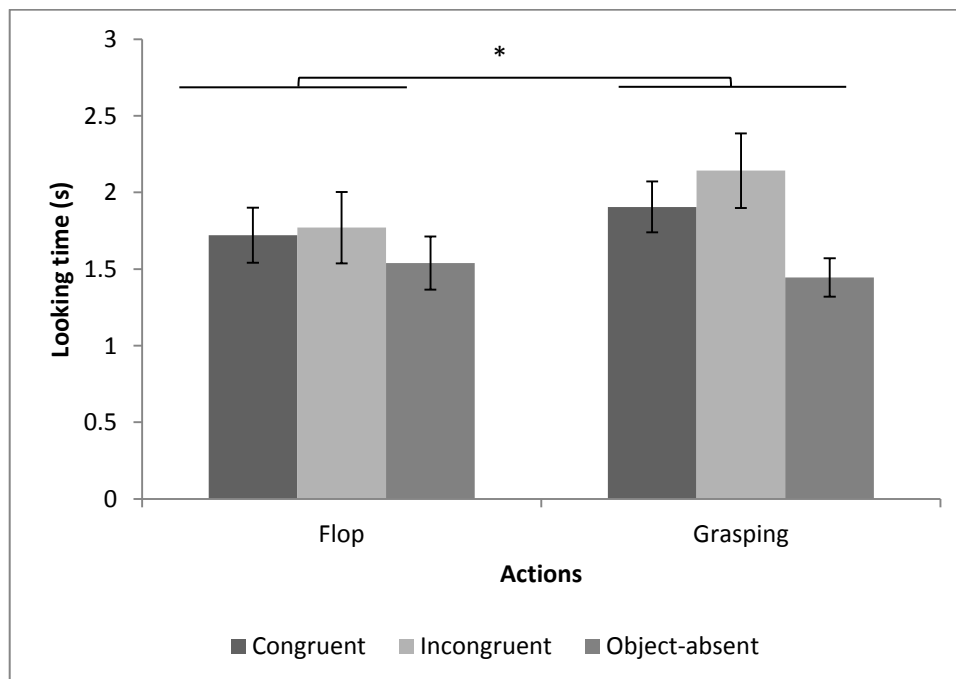 3
*
2.5
2
1.5
1
0.5
0
Looking time (s)
Flop Grasping
Actions
Congruent Incongruent Object-absent